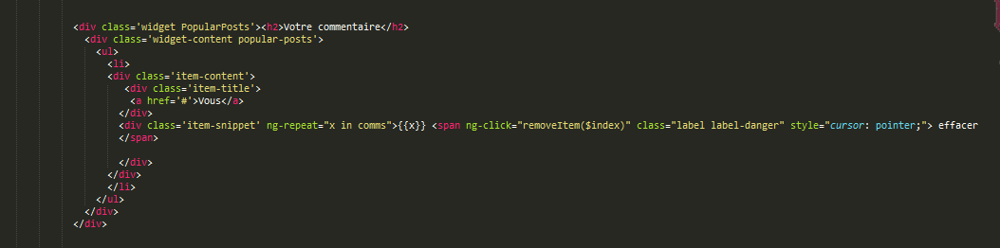 <div class='widget PopularPosts'><h2>Votre commentaire</h2>
<div class='widget-content popular-posts'>
<ul>
<li>
<div class='item-content'>
<div class='item-title'>
<a href='#'>Vous</a>
</div>
<div class='item-snippet' ng-repeat="x in comms">{{x}} <span ng-click="removeItem($index)" class="label label-danger" style="cursor: pointer;"> effacer
</span>
</div>
</div>
</li>
</ul>
</div>
</div>